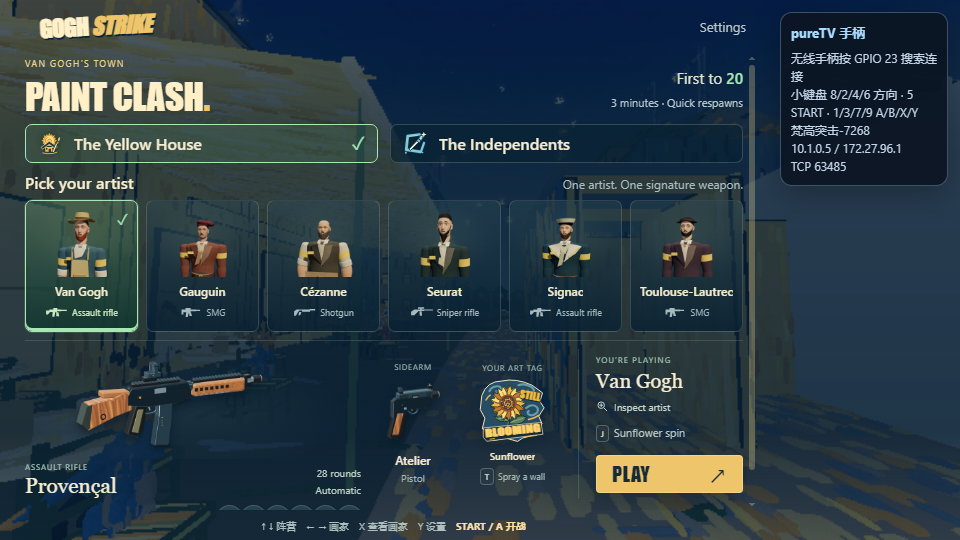 GOGH STRIKE
Settings
VAN GOGH'S TOWN
PAINT CLASH.
First to 20
3 minutes · Quick respawns
The Yellow House
The Independents
Pick your artist
One artist. One signature weapon.
Van Gogh
Assault rifle
Gauguin
SMG
Cézanne
Shotgun
Seurat
Sniper rifle
Signac
Assault rifle
Toulouse-Lautrec
SMG
ASSAULT RIFLE
Provençal
28 rounds
Automatic
SIDEARM
Atelier
Pistol
YOUR ART TAG
STILL
BLOOMING
Sunflower
T Spray a wall
YOU'RE PLAYING
Van Gogh
Inspect artist
J Sunflower spin
PLAY ↗
↑↓阵营 ←→画家 X 查看画家 Y 设置 START / A 开战
pureTV 手柄
无线手柄按 GPIO 23 搜索连
接
小键盘 8/2/4/6 方向 · 5
START · 1/3/7/9 A/B/X/Y
梵高突击-7268
10.1.0.5 / 172.27.96.1
TCP 63485